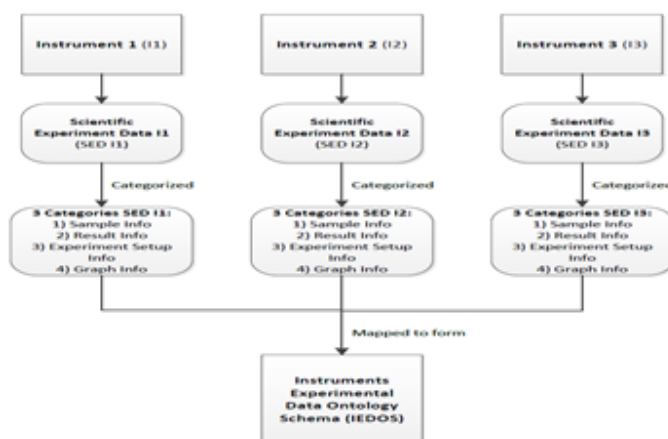 Instrument 1 (I1)
Instrument 2 (I2)
Instrument 3 (I3)
Scientific
Experiment Data I1
(SED I1)
Scientific
Experiment Data I2
(SED I2)
Scientific
Experiment Data I3
(SED I3)
Categorized
Categorized
Categorized
3 Categories SED I1:
1) Sample Info
2) Result Info
3) Experiment Setup
Info
4) Graph Info
3 Categories SED I2:
1) Sample Info
2) Result Info
3) Experiment Setup
Info
4) Graph Info
3 Categories SED I3:
1) Sample Info
2) Result Info
3) Experiment Setup
Info
4) Graph Info
Mapped to form
Instruments
Experimental
Data Ontology
Schema (IEDOS)